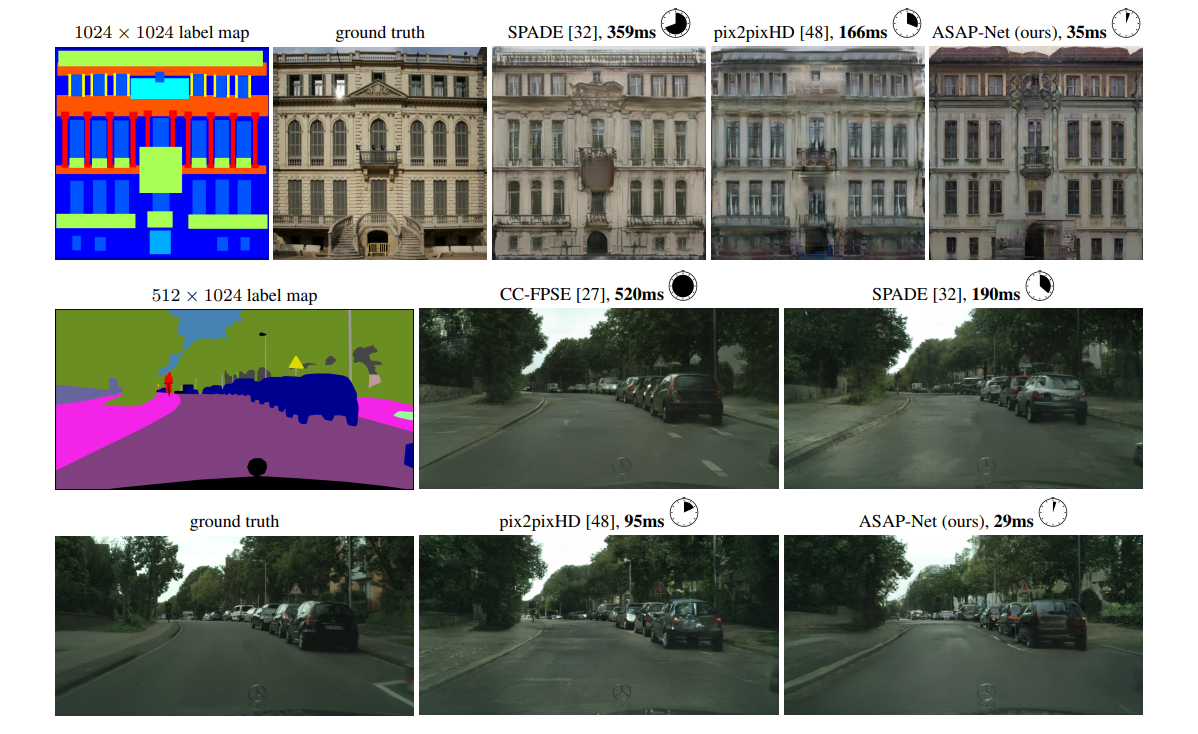 1024 × 1024 label map
ground truth
SPADE [32], 359ms
pix2pixHD [48], 166ms
ASAP-Net (ours), 35ms
512 × 1024 label map
CC-FPSE [27], 520ms
SPADE [32], 190ms
ground truth
pix2pixHD [48], 95ms
ASAP-Net (ours), 29ms